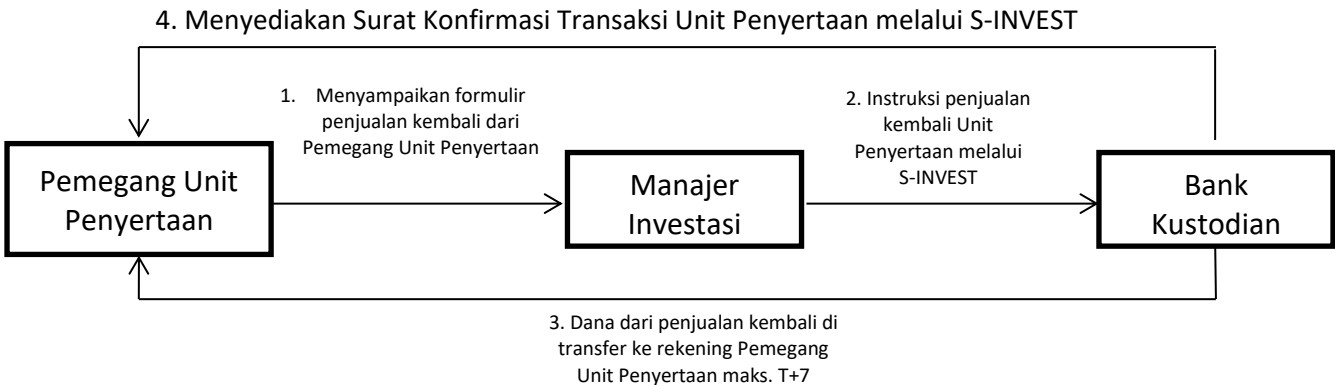 4. Menyediakan Surat Konfirmasi Transaksi Unit Penyertaan melalui S-INVEST
1. Menyampaikan formulir
penjualan kembali dari
Pemegang Unit Penyertaan
2. Instruksi penjualan
kembali Unit
Penyertaan melalui
S-INVEST
Pemegang Unit
Penyertaan
Manajer
Investasi
Bank
Kustodian
3. Dana dari penjualan kembali di
transfer ke rekening Pemegang
Unit Penyertaan maks. T+7